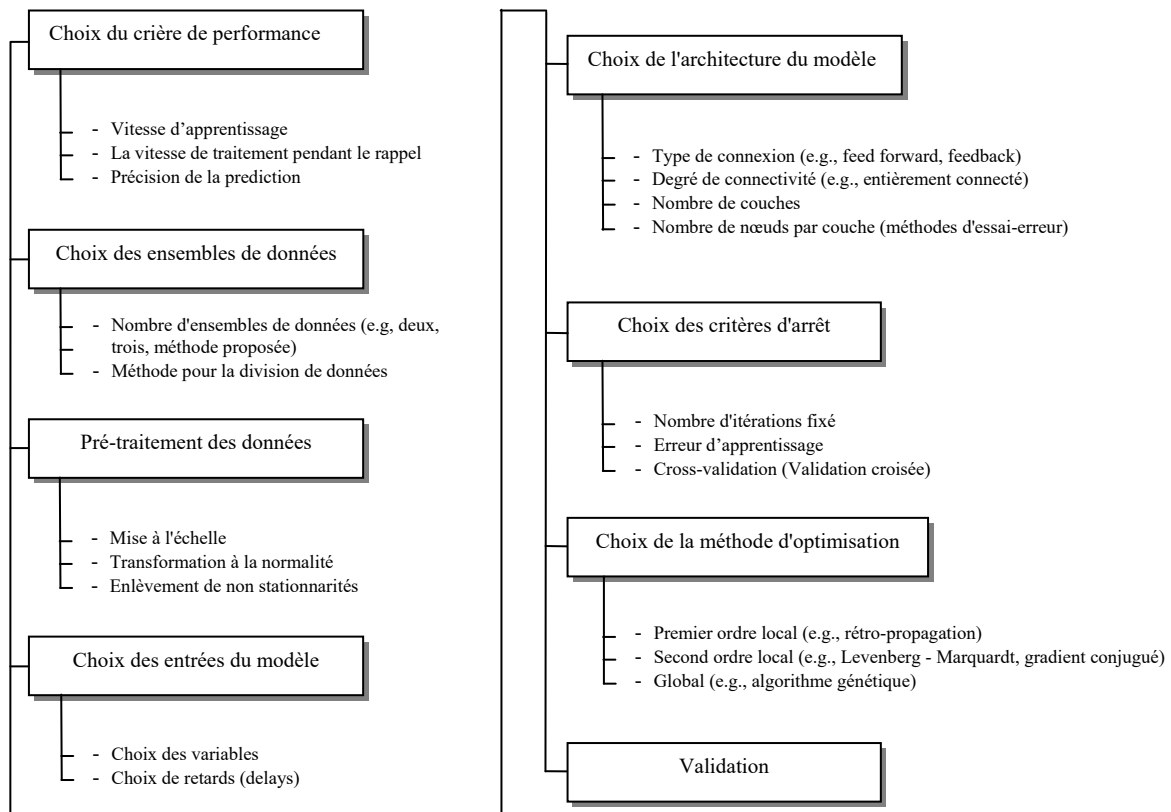 Choix du crière de performance
- Vitesse d’apprentissage
- La vitesse de traitement pendant le rappel
- Précision de la prediction
Choix des ensembles de données
- Nombre d'ensembles de données (e.g, deux,
trois, méthode proposée)
- Méthode pour la division de données
Pré-traitement des données
- Mise à l'échelle
- Transformation à la normalité
- Enlèvement de non stationnarités
Choix des entrées du modèle
- Choix des variables
- Choix de retards (delays)
Choix de l'architecture du modèle
- Type de connexion (e.g., feed forward, feedback)
- Degré de connectivité (e.g., entièrement connecté)
- Nombre de couches
- Nombre de nœuds par couche (méthodes d'essai-erreur)
Choix des critères d'arrêt
- Nombre d'itérations fixé
- Erreur d’apprentissage
- Cross-validation (Validation croisée)
Choix de la méthode d'optimisation
- Premier ordre local (e.g., rétro-propagation)
- Second ordre local (e.g., Levenberg - Marquardt, gradient conjugué)
- Global (e.g., algorithme génétique)
Validation